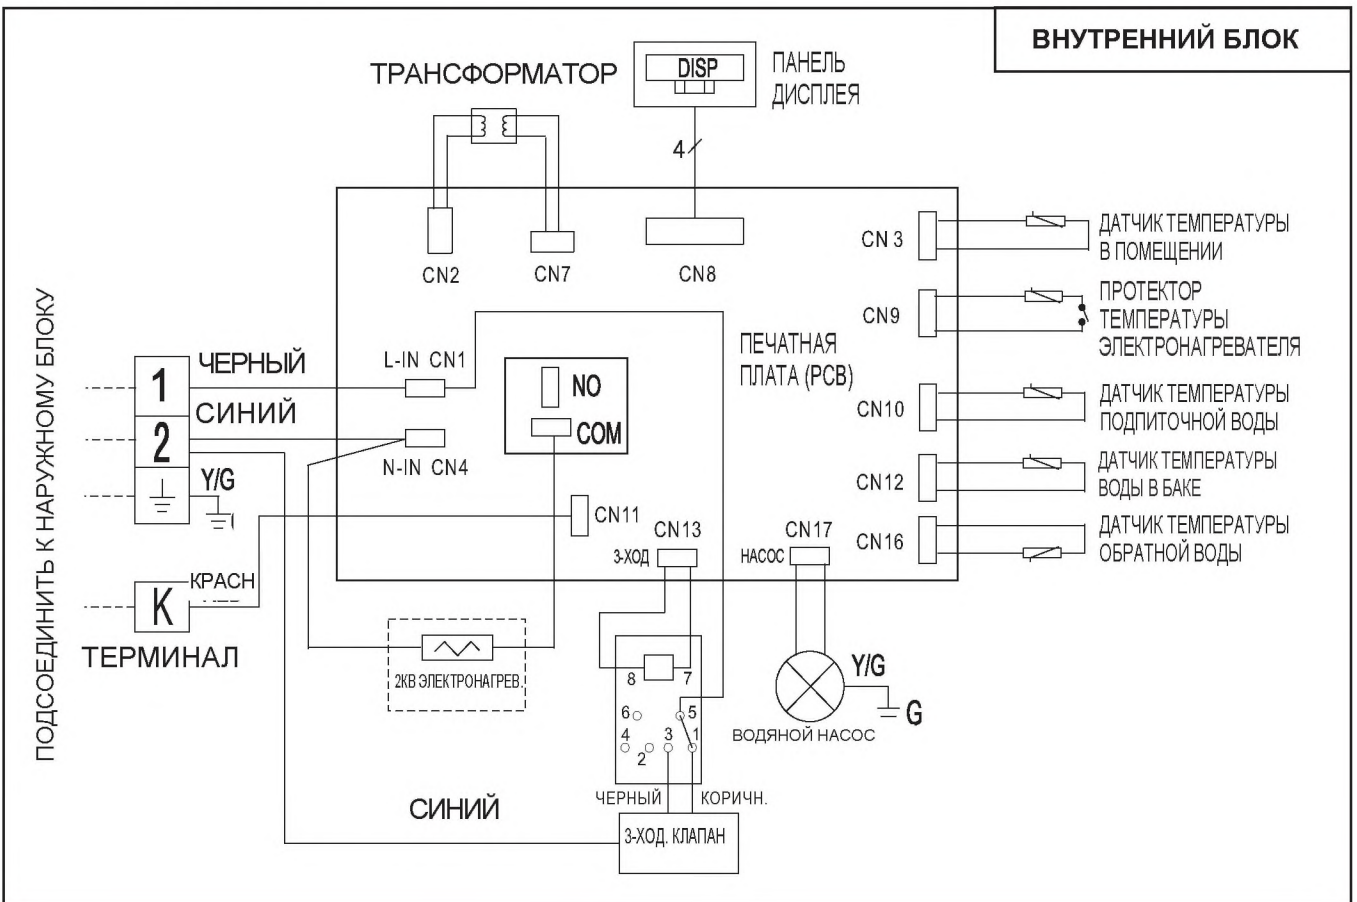 ВНУТРЕННИЙ БЛОК
ТРАНСФОРМАТОР
DISP
ПАНЕЛЬ
ДИСПЛЕЯ
4
CN2
CN7
CN8
CN 3
ДАТЧИК ТЕМПЕРАТУРЫ
В ПОМЕЩЕНИИ
CN9
ПРОТЕКТОР
ТЕМПЕРАТУРЫ
ЭЛЕКТРОНАГРЕВАТЕЛЯ
ПЕЧАТНАЯ
ПЛАТА (PCB)
CN10
ДАТЧИК ТЕМПЕРАТУРЫ
ПОДПИТОЧНОЙ ВОДЫ
CN12
ДАТЧИК ТЕМПЕРАТУРЫ
ВОДЫ В БАКЕ
CN16
ДАТЧИК ТЕМПЕРАТУРЫ
ОБРАТНОЙ ВОДЫ
ПОДСОЕДИНИТЬ К НАРУЖНОМУ БЛОКУ
1
ЧЕРНЫЙ
L-IN CN1
2
СИНИЙ
N-IN CN4
Y/G
NO
COM
CN11
K
КРАСН
ТЕРМИНАЛ
CN13
3-ХОД
CN17
НАСОС
2КВ ЭЛЕКТРОНАГРЕВ.
8
7
6
5
4
3
1
2
Y/G
G
ВОДЯНОЙ НАСОС
СИНИЙ
ЧЕРНЫЙ
КОРИЧН.
3-ХОД. КЛАПАН